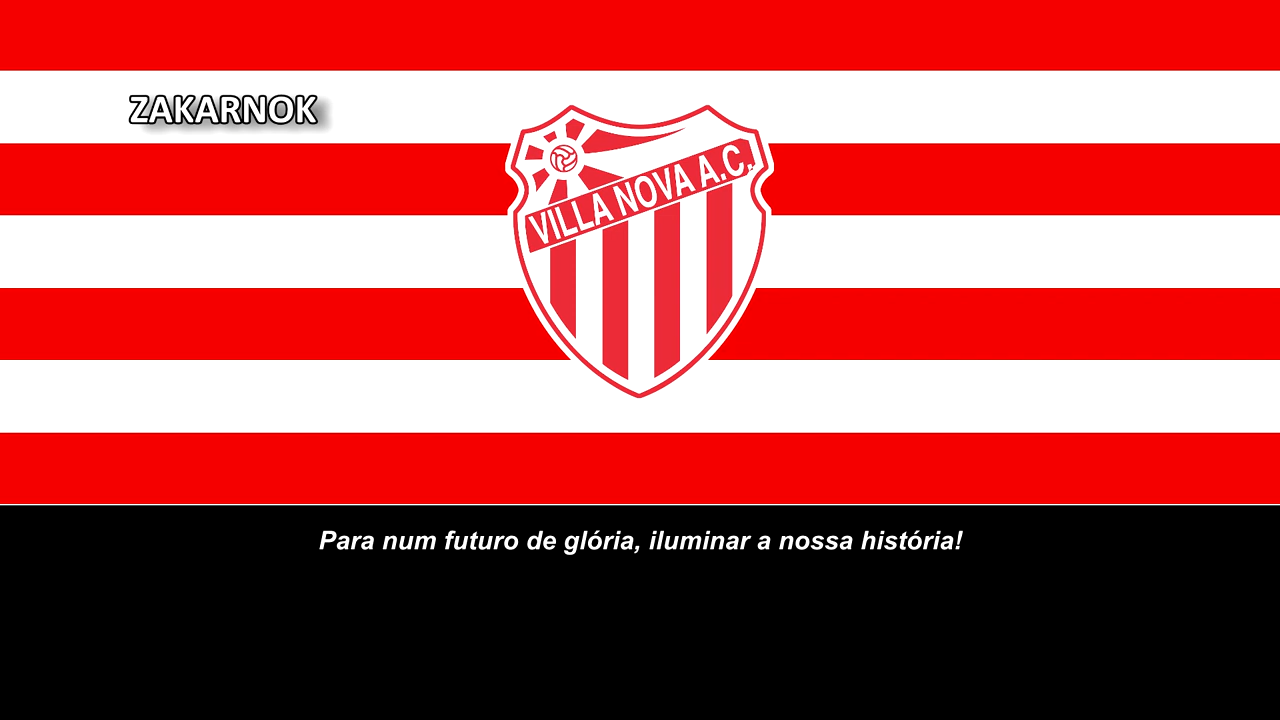 ZAKARNOK
VILLA NOVA A.C.
Para num futuro de glória, iluminar a nossa história!